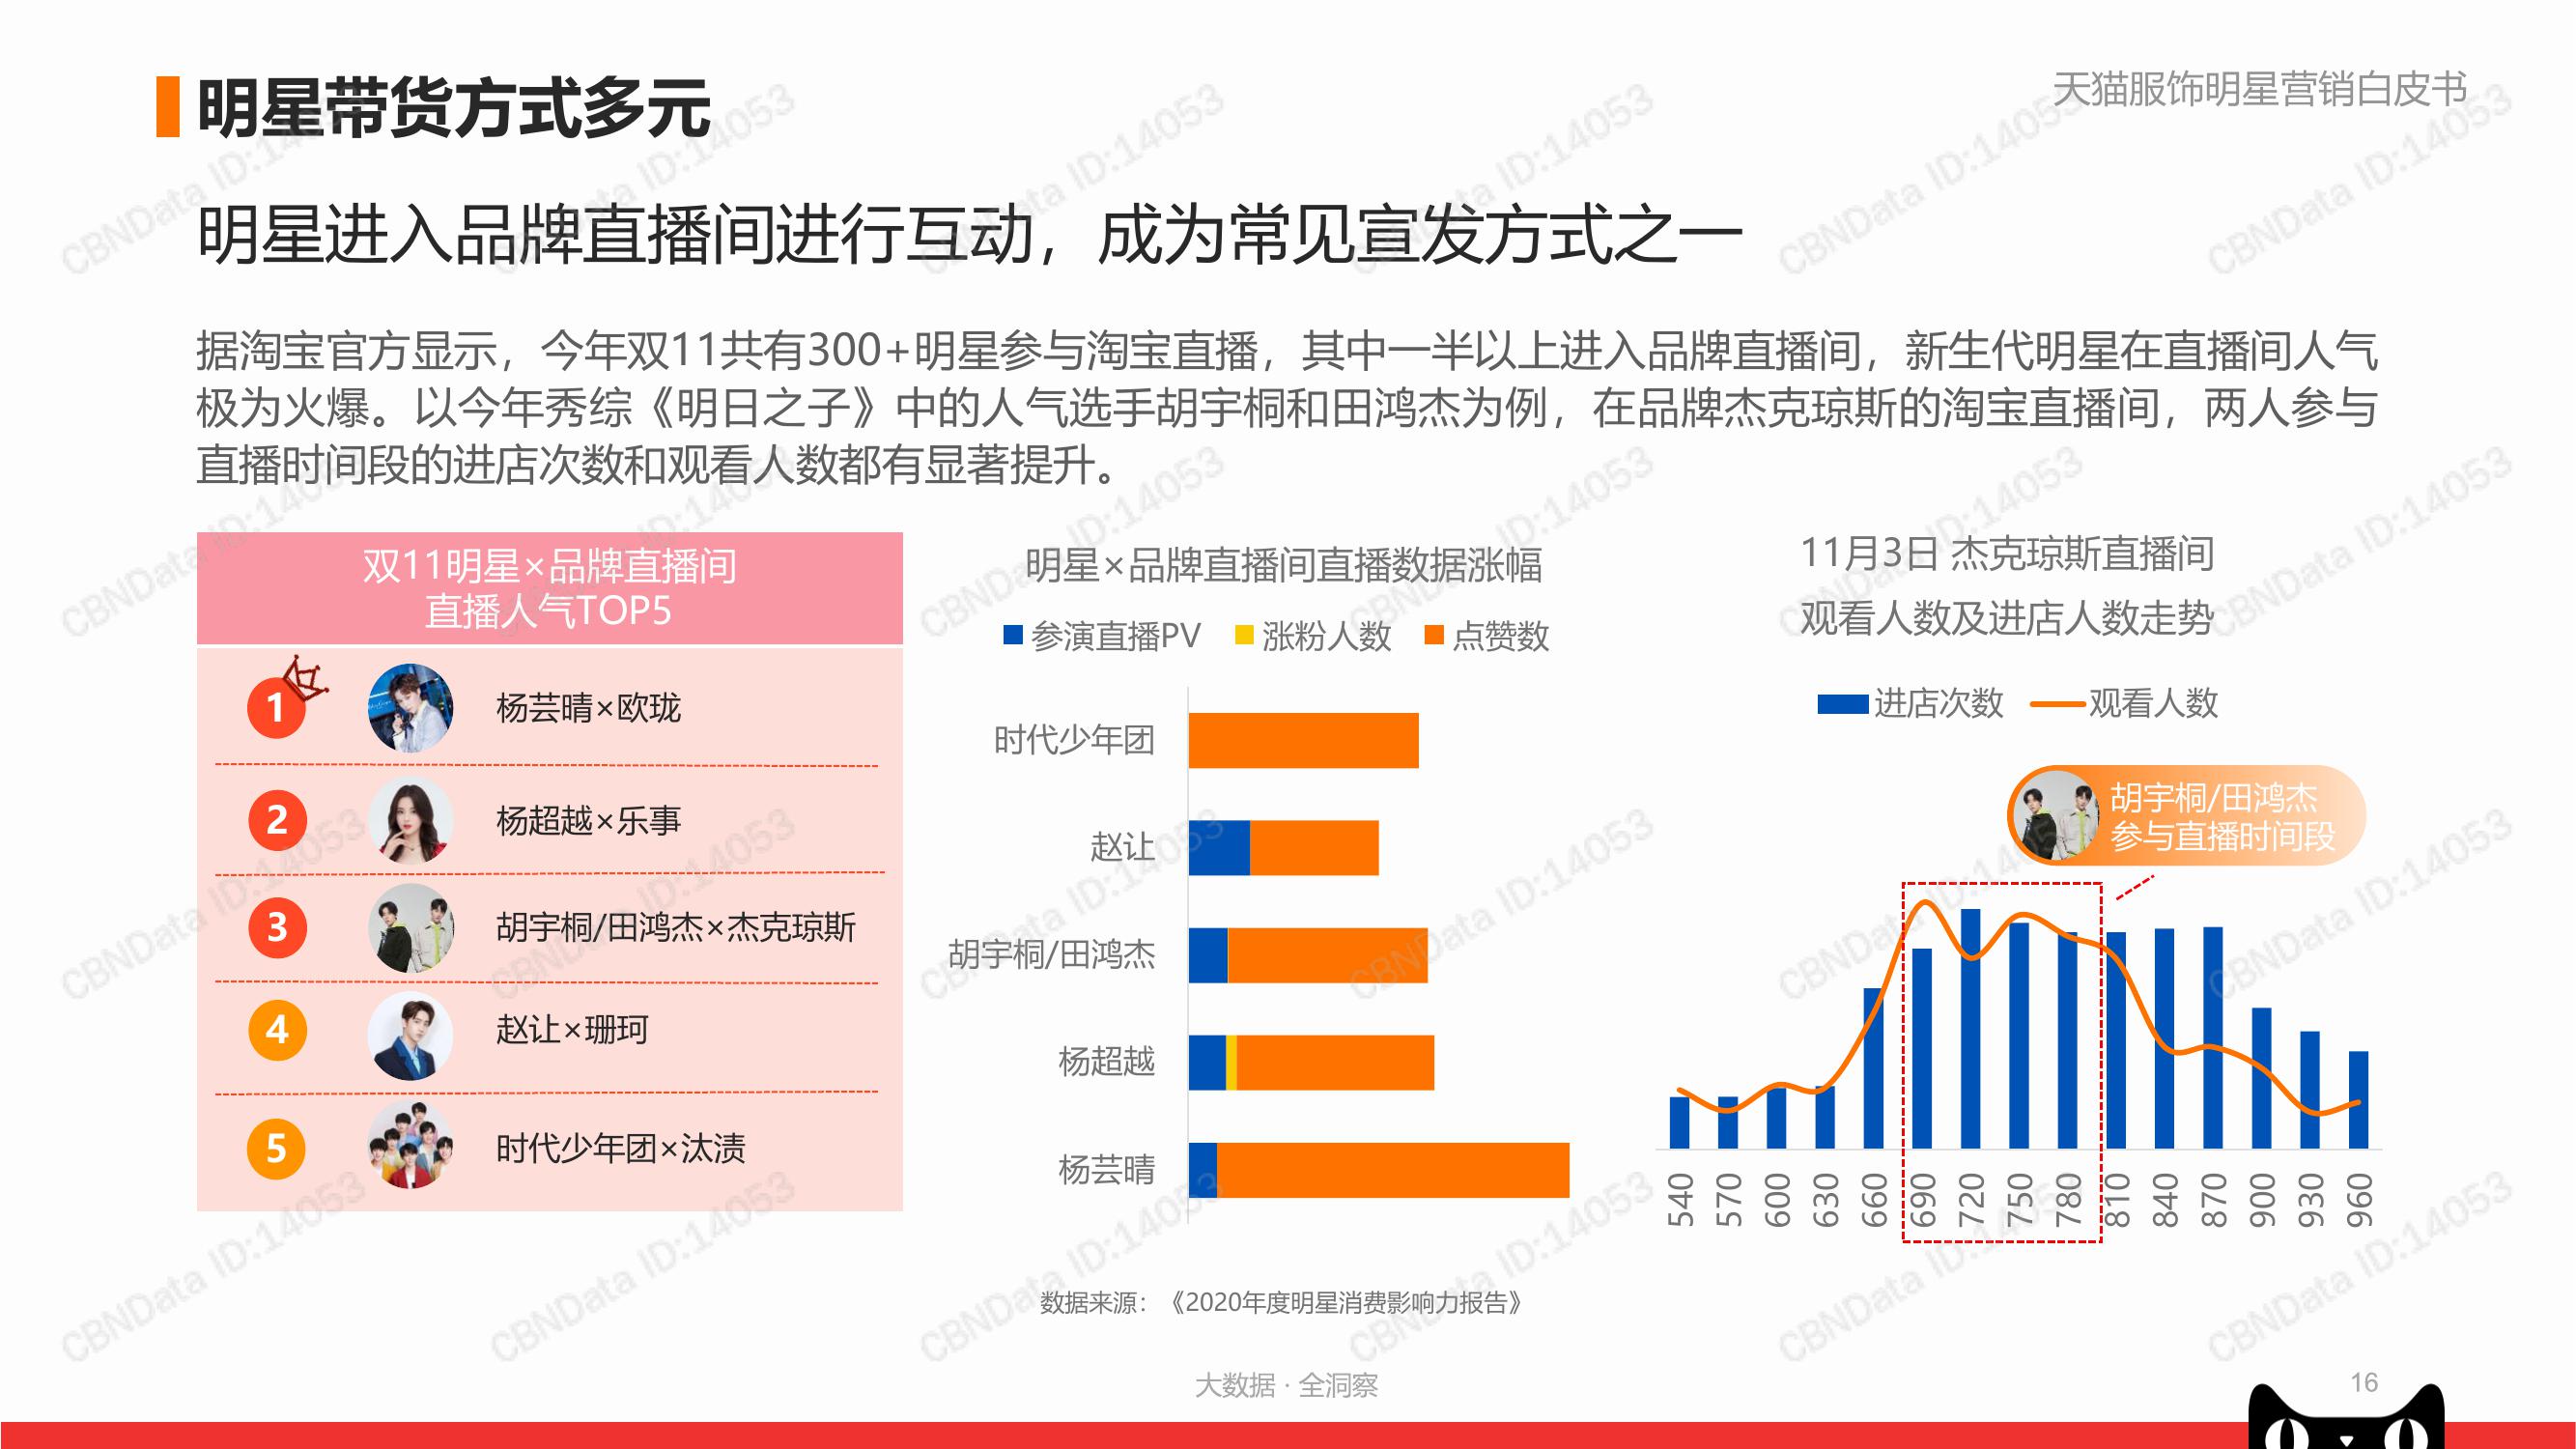 明星带货方式多元
天猫服饰明星营销白皮书
明星进入品牌直播间进行互动，成为常见宣发方式之一
据淘宝官方显示，今年双11共有300+明星参与淘宝直播，其中一半以上进入品牌直播间，新生代明星在直播间人气
极为火爆。以今年秀综《明日之子》中的人气选手胡宇桐和田鸿杰为例，在品牌杰克琼斯的淘宝直播间，两人参与
直播时间段的进店次数和观看人数都有显著提升。
双11明星×品牌直播间
直播人气TOP5
1 杨芸晴×欧珑
2 杨超越×乐事
3 胡宇桐/田鸿杰×杰克琼斯
4 赵让×珊珂
5 时代少年团×汰渍
明星×品牌直播间直播数据涨幅
参演直播PV 涨粉人数 点赞数
时代少年团
赵让
胡宇桐/田鸿杰
杨超越
杨芸晴
11月3日 杰克琼斯直播间
观看人数及进店人数走势
进店次数 观看人数
胡宇桐/田鸿杰
参与直播时间段
540 570 600 630 660 690 720 750 780 810 840 870 900 930 960
数据来源：《2020年度明星消费影响力报告》
大数据 · 全洞察
16
CBNData ID:14053